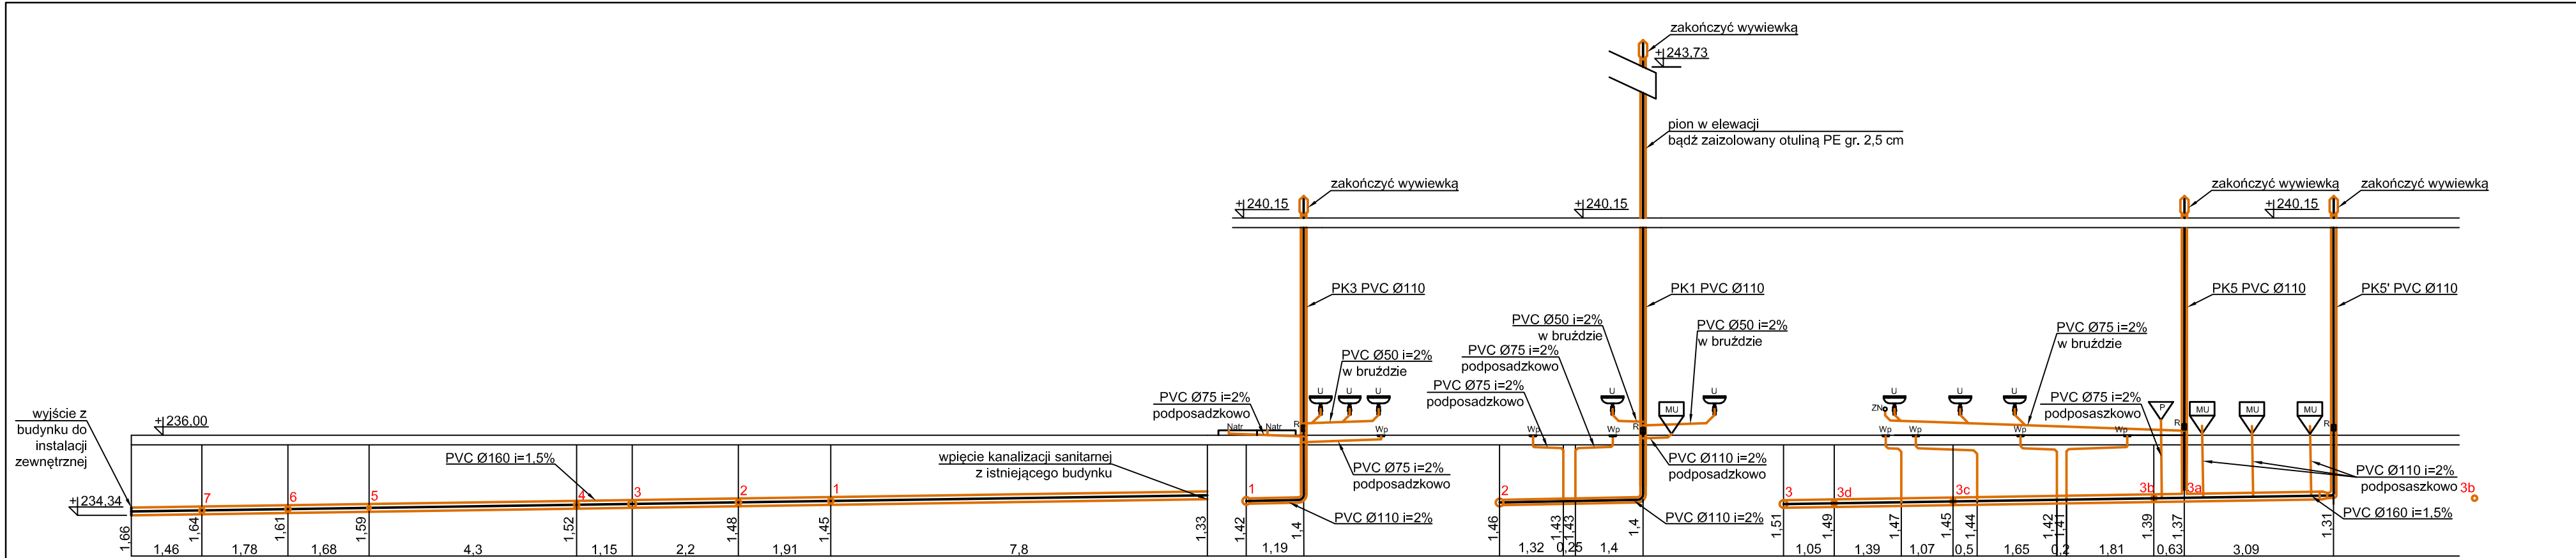 zakończyć wywiewką
+243,73
pion w elewacji
bądź zaizolowany otuliną PE gr. 2,5 cm
zakończyć wywiewką
zakończyć wywiewką
zakończyć wywiewką
+240,15
+240,15
+240,15
PK3 PVC Ø110
PK1 PVC Ø110
PK5 PVC Ø110
PK5' PVC Ø110
PVC Ø50 i=2%
w bruździe
PVC Ø50 i=2%
w bruździe
PVC Ø75 i=2%
w bruździe
PVC Ø50 i=2%
w bruździe
PVC Ø75 i=2%
podposadzkowo
PVC Ø75 i=2%
podposadzkowo
PVC Ø75 i=2%
podposadzkowo
PVC Ø75 i=2%
podposaszkowo
U U U U U U U U
ZN
P
MU MU MU MU
wyjście z
budynku do
instalacji
zewnętrznej
+236,00
Natr. Natr.
R R R R
Wp Wp Wp Wp Wp Wp Wp
PVC Ø160 i=1,5%
wpięcie kanalizacji sanitarnej
z istniejącego budynku
PVC Ø75 i=2%
podposadzkowo
PVC Ø110 i=2%
podposadzkowo
PVC Ø110 i=2%
podposaszkowo
+234,34
7 6 5 4 3 2 1 1 2 3 3d 3c 3b 3a 3b
PVC Ø110 i=2%
PVC Ø110 i=2%
PVC Ø160 i=1,5%
1,66 1,64 1,61 1,59 1,52 1,48 1,45 1,33 1,42 1,4 1,46 1,43 1,43 1,4 1,51 1,49 1,47 1,45 1,44 1,42 1,41 1,39 1,37 1,31
1,46 1,78 1,68 4,3 1,15 2,2 1,91 7,8 1,19 1,32 0,25 1,4 1,05 1,39 1,07 0,5 1,65 0,2 1,81 0,63 3,09